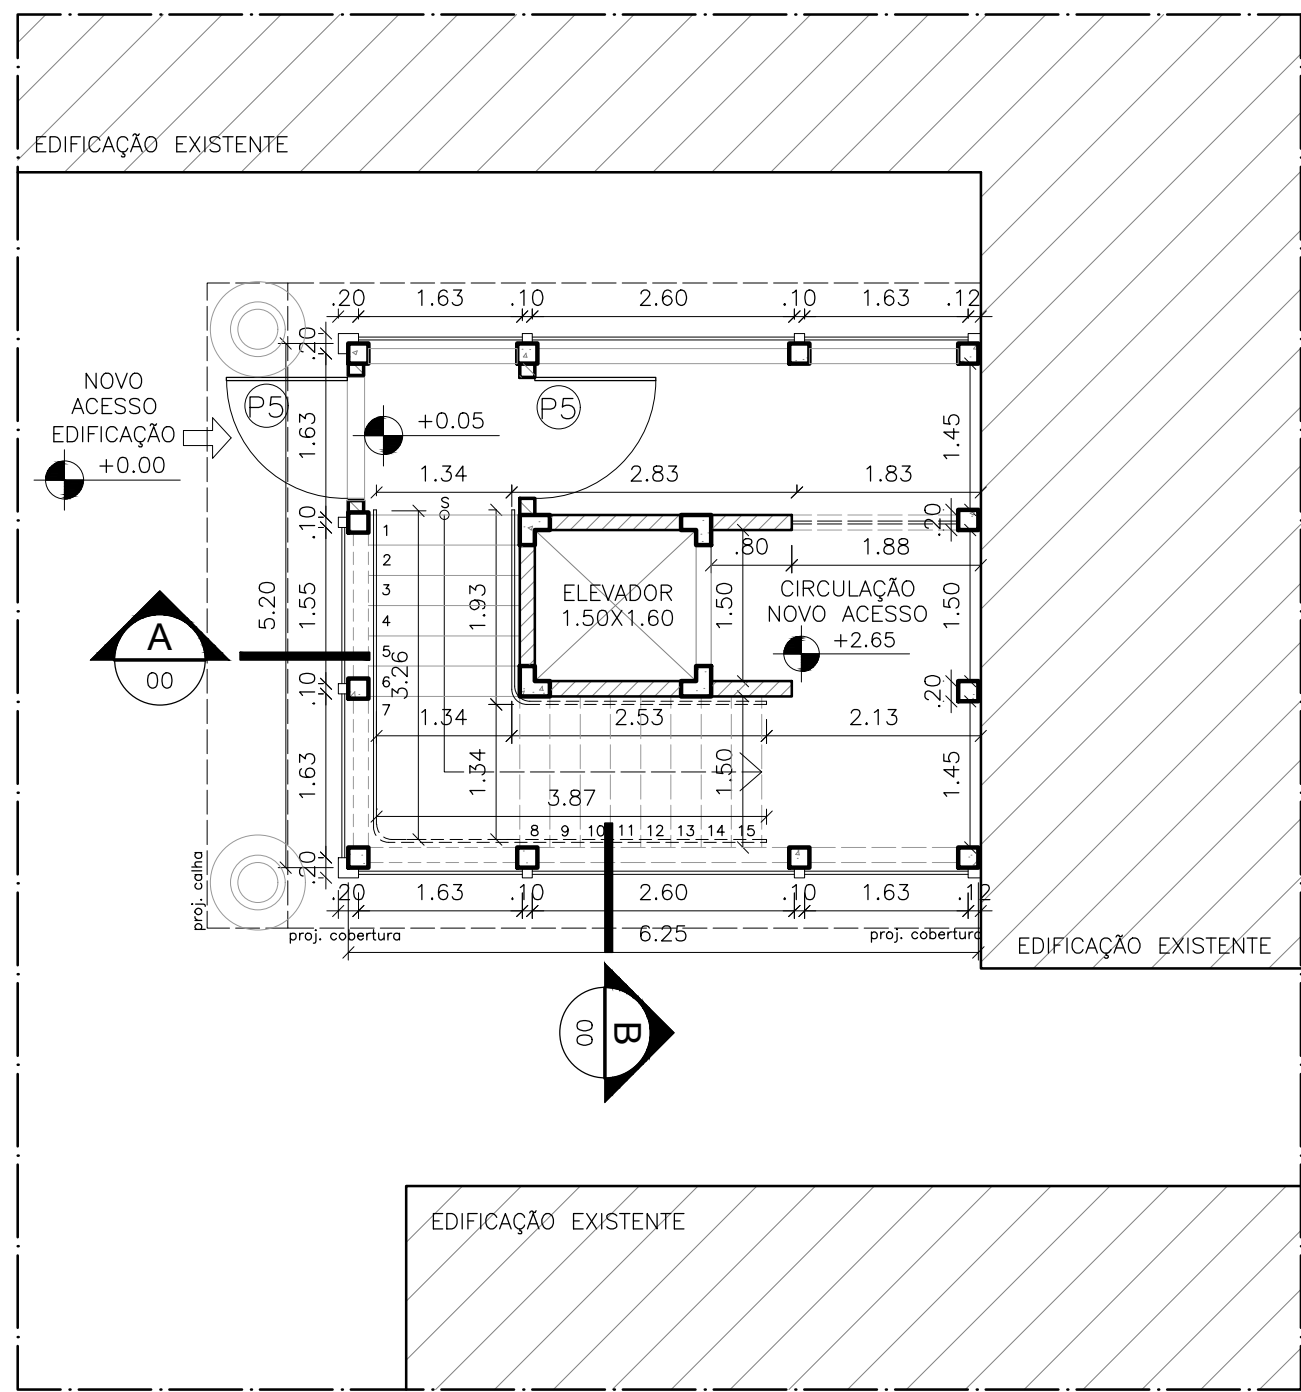 EDIFICAÇÃO EXISTENTE
.20 1.63 .10 2.60 .10 1.63 .12
.20
NOVO
ACESSO
EDIFICAÇÃO
+0.00
P5
P5
+0.05
1.63
1.45
1.34 2.83 1.83
S
.10
.20
1
2
3
4
5
6
7
.80 1.88
5.20
1.55
1.93
3.26
ELEVADOR
1.50X1.60
1.50
CIRCULAÇÃO
NOVO ACESSO
+2.65
1.50
A
00
.10
.20
1.34 2.53 2.13
1.63
1.34
1.50
1.45
3.87
8 9 10 11 12 13 14 15
.20
proj. calha
.20 1.63 .10 2.60 .10 1.63 .12
proj. cobertura
6.25
proj. cobertura
EDIFICAÇÃO EXISTENTE
00
B
EDIFICAÇÃO EXISTENTE